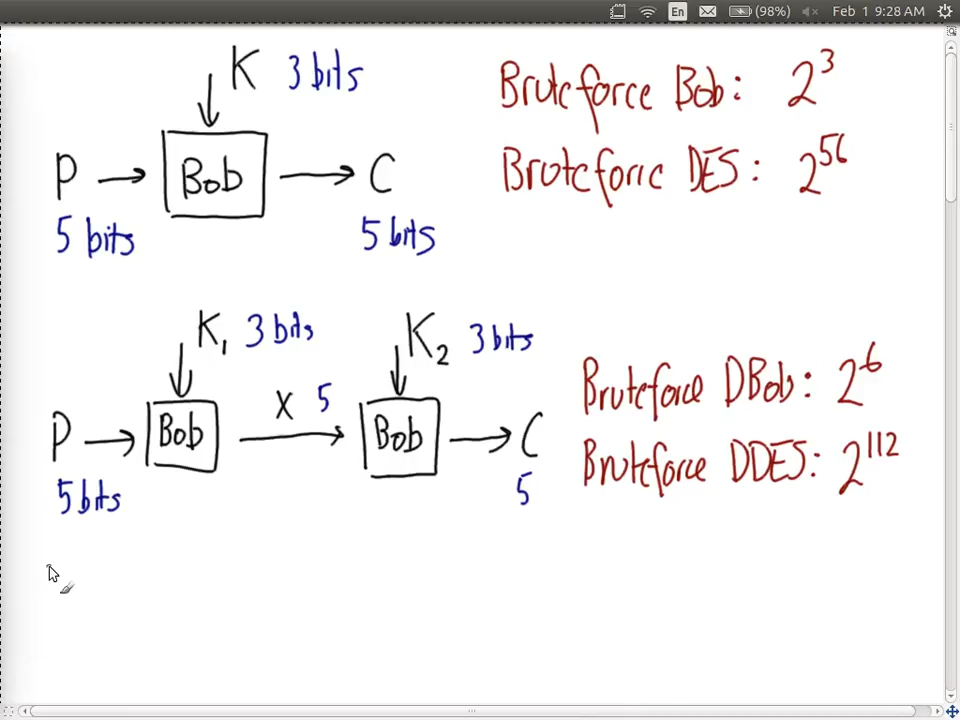 En (98%) Feb 1 9:28 AM
K 3 bits
P → Bob → C
5 bits 5 bits
Bruteforce Bob: 2^3
Bruteforce DES: 2^56
K1 3 bits K2 3 bits
P → Bob X 5 → Bob → C
5 bits 5
Bruteforce DBob: 2^6
Bruteforce DDES: 2^112